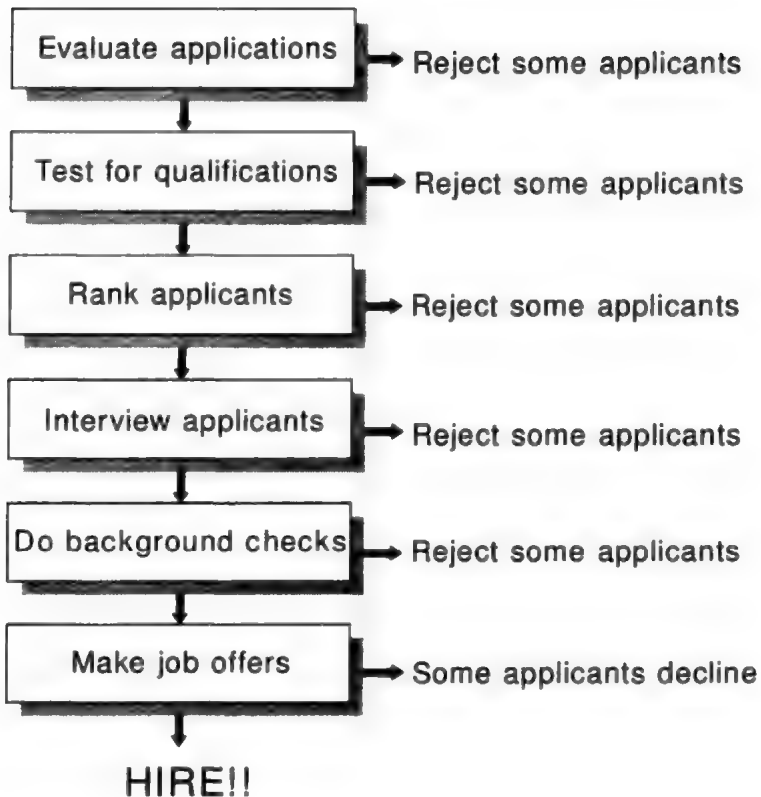 Evaluate applications
Reject some applicants
Test for qualifications
Reject some applicants
Rank applicants
Reject some applicants
Interview applicants
Reject some applicants
Do background checks
Reject some applicants
Make job offers
Some applicants decline
HIRE!!